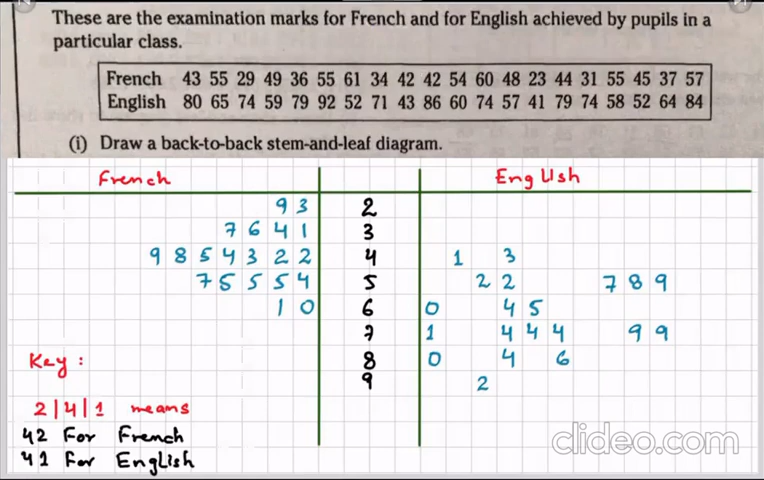 These are the examination marks for French and for English achieved by pupils in a
particular class.
French 43 55 29 49 36 55 61 34 42 42 54 60 48 23 44 31 55 45 37 57
English 80 65 74 59 79 92 52 71 43 86 60 74 57 41 79 74 58 52 64 84
(i) Draw a back-to-back stem-and-leaf diagram.
French English
9 3 2
7 6 4 1 3
9 8 5 4 3 2 2 4 1 3
7 5 5 5 4 5 2 2 7 8 9
1 0 6 0 4 5
7 1 4 4 4 9 9
Key : 8 0 4 6
9 2
2|4|1 means
42 For French
41 For English
clideo.com